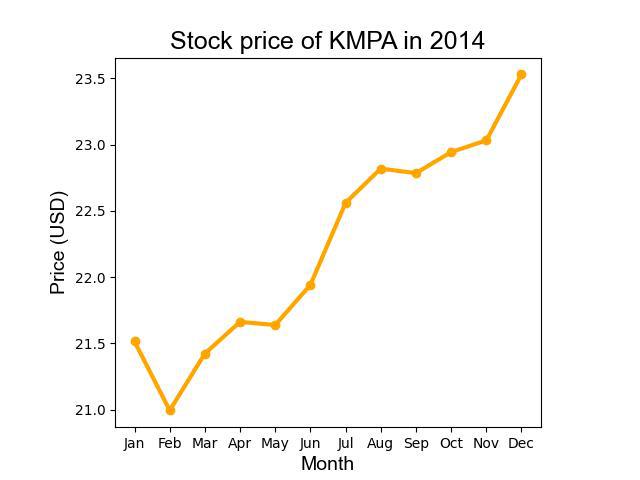 Stock price of KMPA in 2014
Price (USD)
23.5
23.0
22.5
22.0
21.5
21.0
Jan Feb Mar Apr May Jun Jul Aug Sep Oct Nov Dec
Month